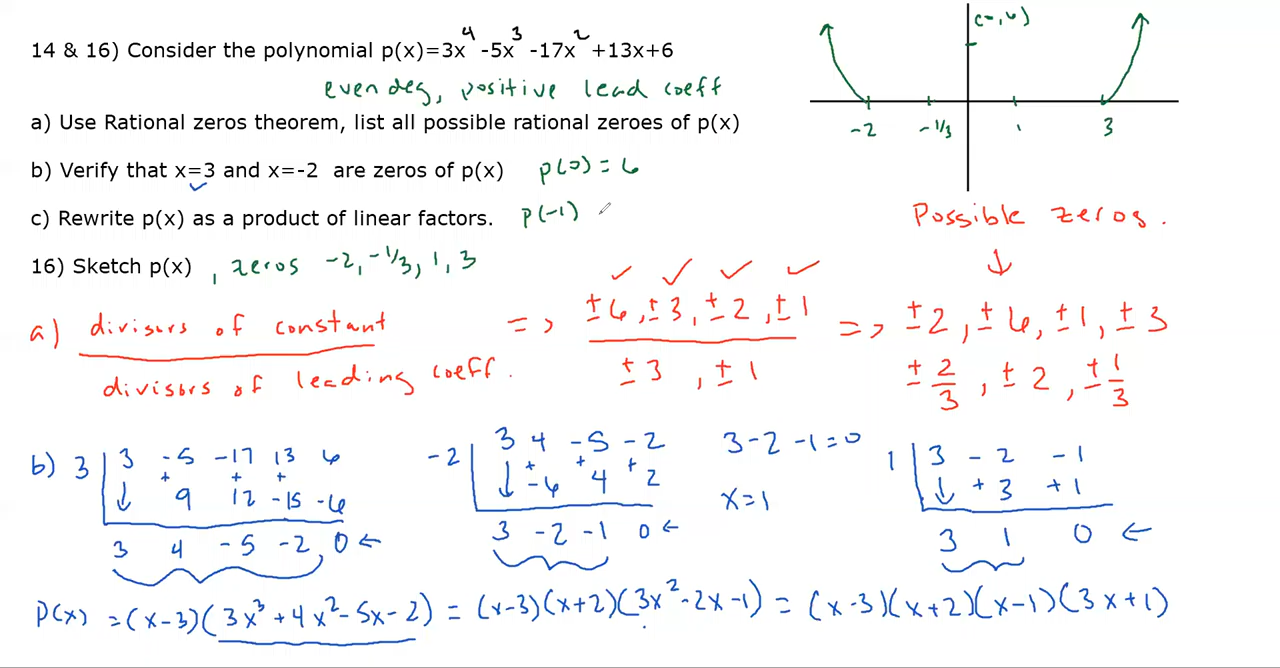 14 & 16) Consider the polynomial p(x)=3x⁴ -5x³ -17x² +13x+6
even deg, positive lead coeff
a) Use Rational zeros theorem, list all possible rational zeroes of p(x)
b) Verify that x=3 and x=-2 are zeros of p(x) p(0) = 6
c) Rewrite p(x) as a product of linear factors. p(-1)
16) Sketch p(x) , zeros -2, -1/3, 1, 3
-2 -1/3 1 3
Possible zeros.
a) divisors of constant => ±6, ±3, ±2, ±1 => ±2, ±6, ±1, ±3
divisors of leading coeff. ±3, ±1 ±2/3, ±2, ±1/3
b) 3 | 3 -5 -17 13 6
+ + +
↓ 9 12 -15 -6
3 4 -5 -2, 0 ←
-2 | 3 4 -5 -2
+ + +
↓ -6 4 2
3 -2 -1 0 ←
3-2-1=0
x=1
1 | 3 -2 -1
↓ +3 +1
3 1 0 ←
P(x) = (x-3)(3x³+4x²-5x-2) = (x-3)(x+2)(3x²-2x-1) = (x-3)(x+2)(x-1)(3x+1)